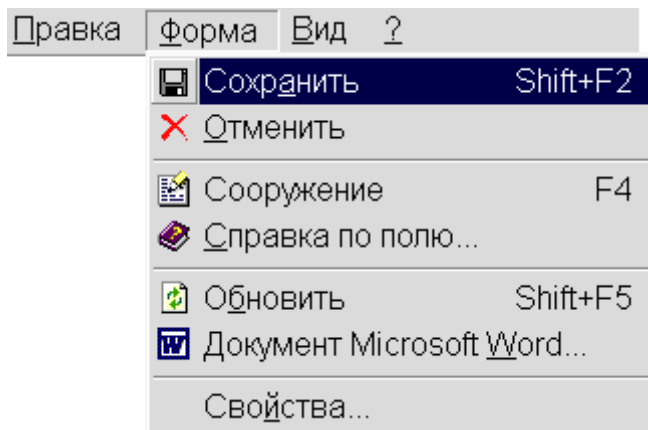 Правка Форма Вид ?
Сохранить Shift+F2
Отменить
Сооружение F4
Справка по полю...
Обновить Shift+F5
Документ Microsoft Word...
Свойства...